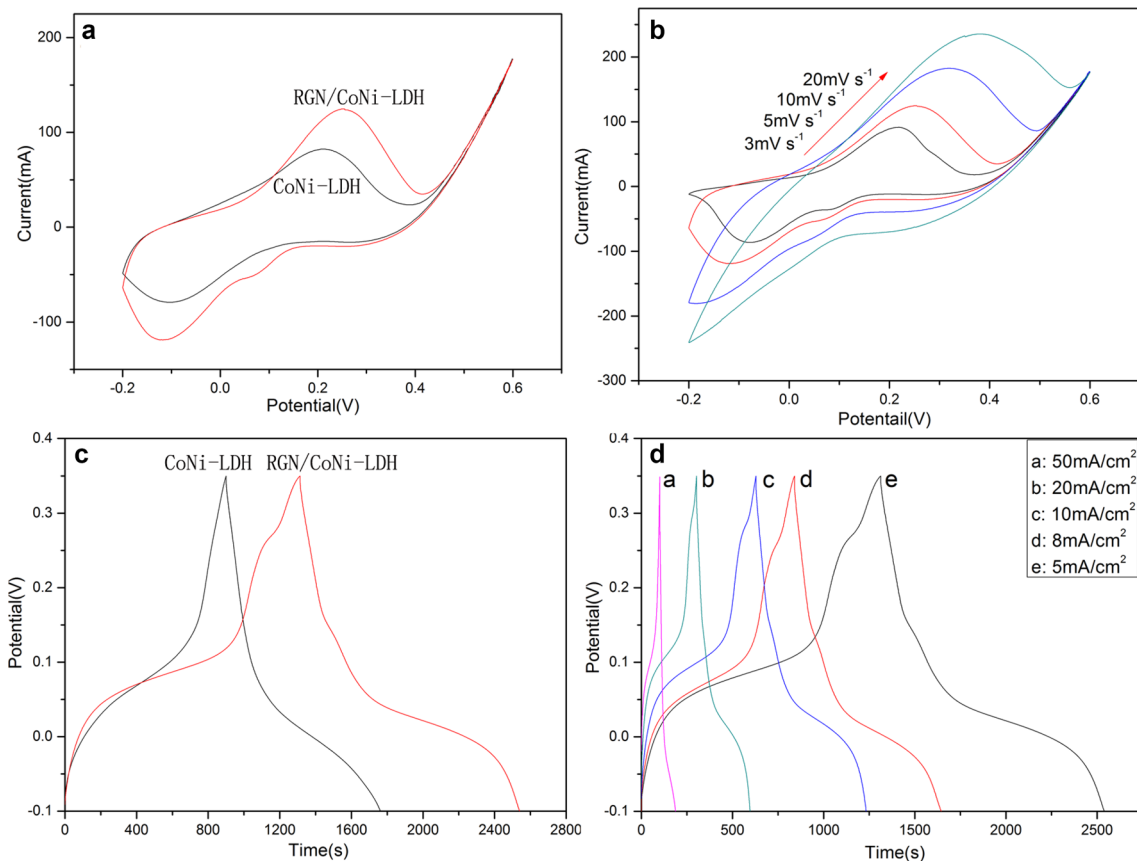 a
200
100
0
-100
Current(mA)
RGN/CoNi-LDH
CoNi-LDH
-0.2 0.0 0.2 0.4 0.6
Potential(V)
b
200
100
0
-100
-200
-300
Current(mA)
20mV s⁻¹
10mV s⁻¹
5mV s⁻¹
3mV s⁻¹
-0.2 0.0 0.2 0.4 0.6
Potentail(V)
c
0.4
0.3
0.2
0.1
0.0
-0.1
Potential(V)
CoNi-LDH RGN/CoNi-LDH
0 400 800 1200 1600 2000 2400 2800
Time(s)
d
0.4
0.3
0.2
0.1
0.0
-0.1
Potential(V)
a b c d e
a: 50mA/cm²
b: 20mA/cm²
c: 10mA/cm²
d: 8mA/cm²
e: 5mA/cm²
0 500 1000 1500 2000 2500
Time(s)